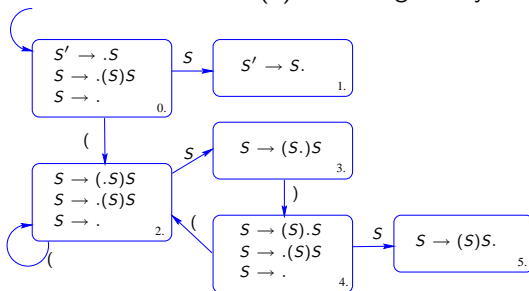 S′ → .S
S → .(S)S
S → .
0.
S
S′ → S.
1.
(
S → (.S)S
S → .(S)S
S → .
2.
(
S
S → (S.)S
3.
)
(
S → (S).S
S → .(S)S
S → .
4.
S
S → (S)S.
5.